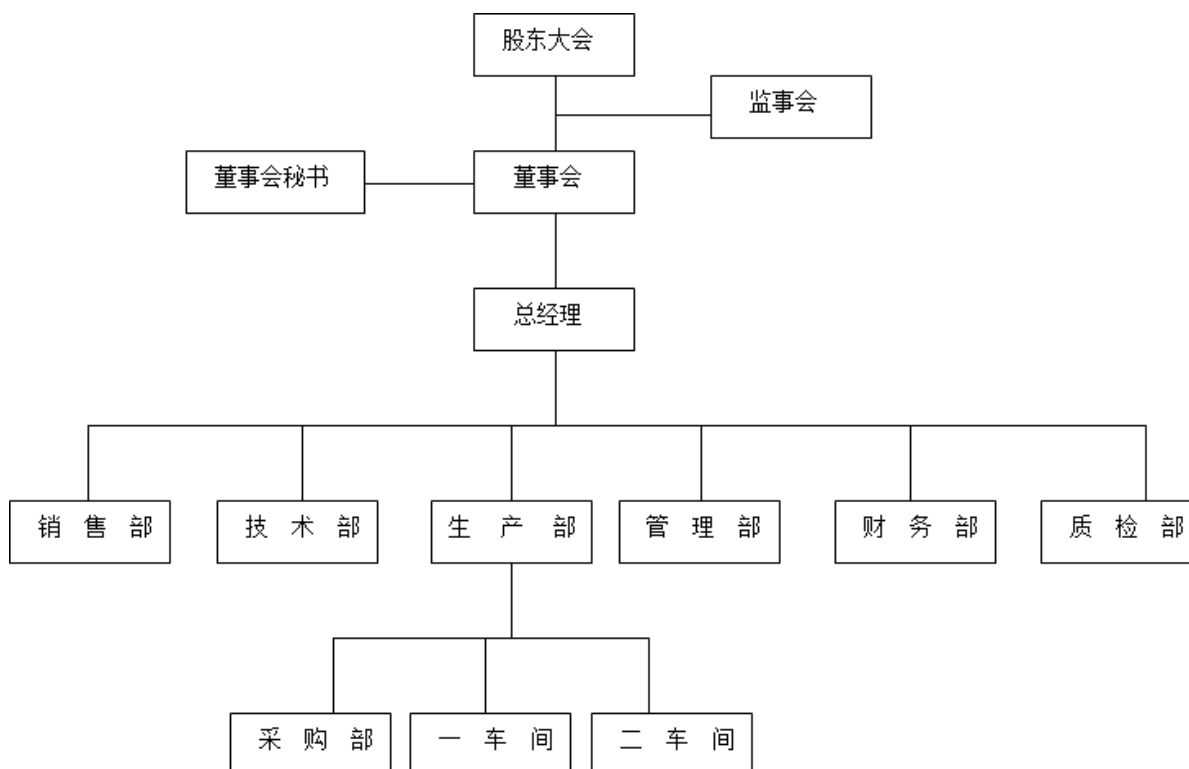 股东大会
监事会
董事会秘书
董事会
总经理
销售部
技术部
生产部
管理部
财务部
质检部
采购部
一车间
二车间